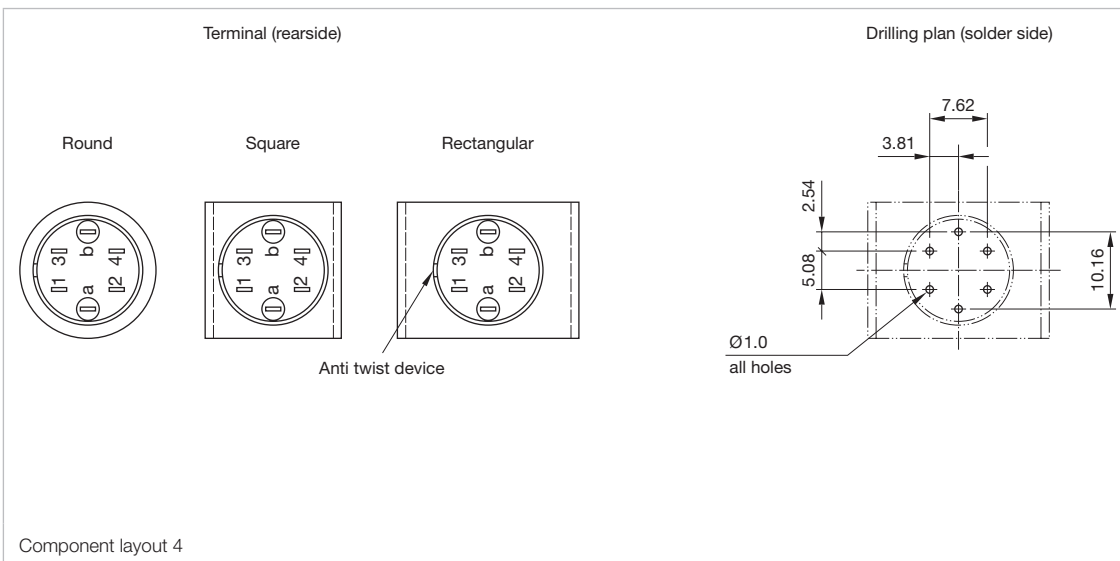 Terminal (rearside)
Drilling plan (solder side)
Round
Square
Rectangular
3 b 4
1 a 2
3 b 4
1 a 2
3 b 4
1 a 2
Anti twist device
7.62
3.81
2.54
5.08
10.16
Ø1.0
all holes
Component layout 4